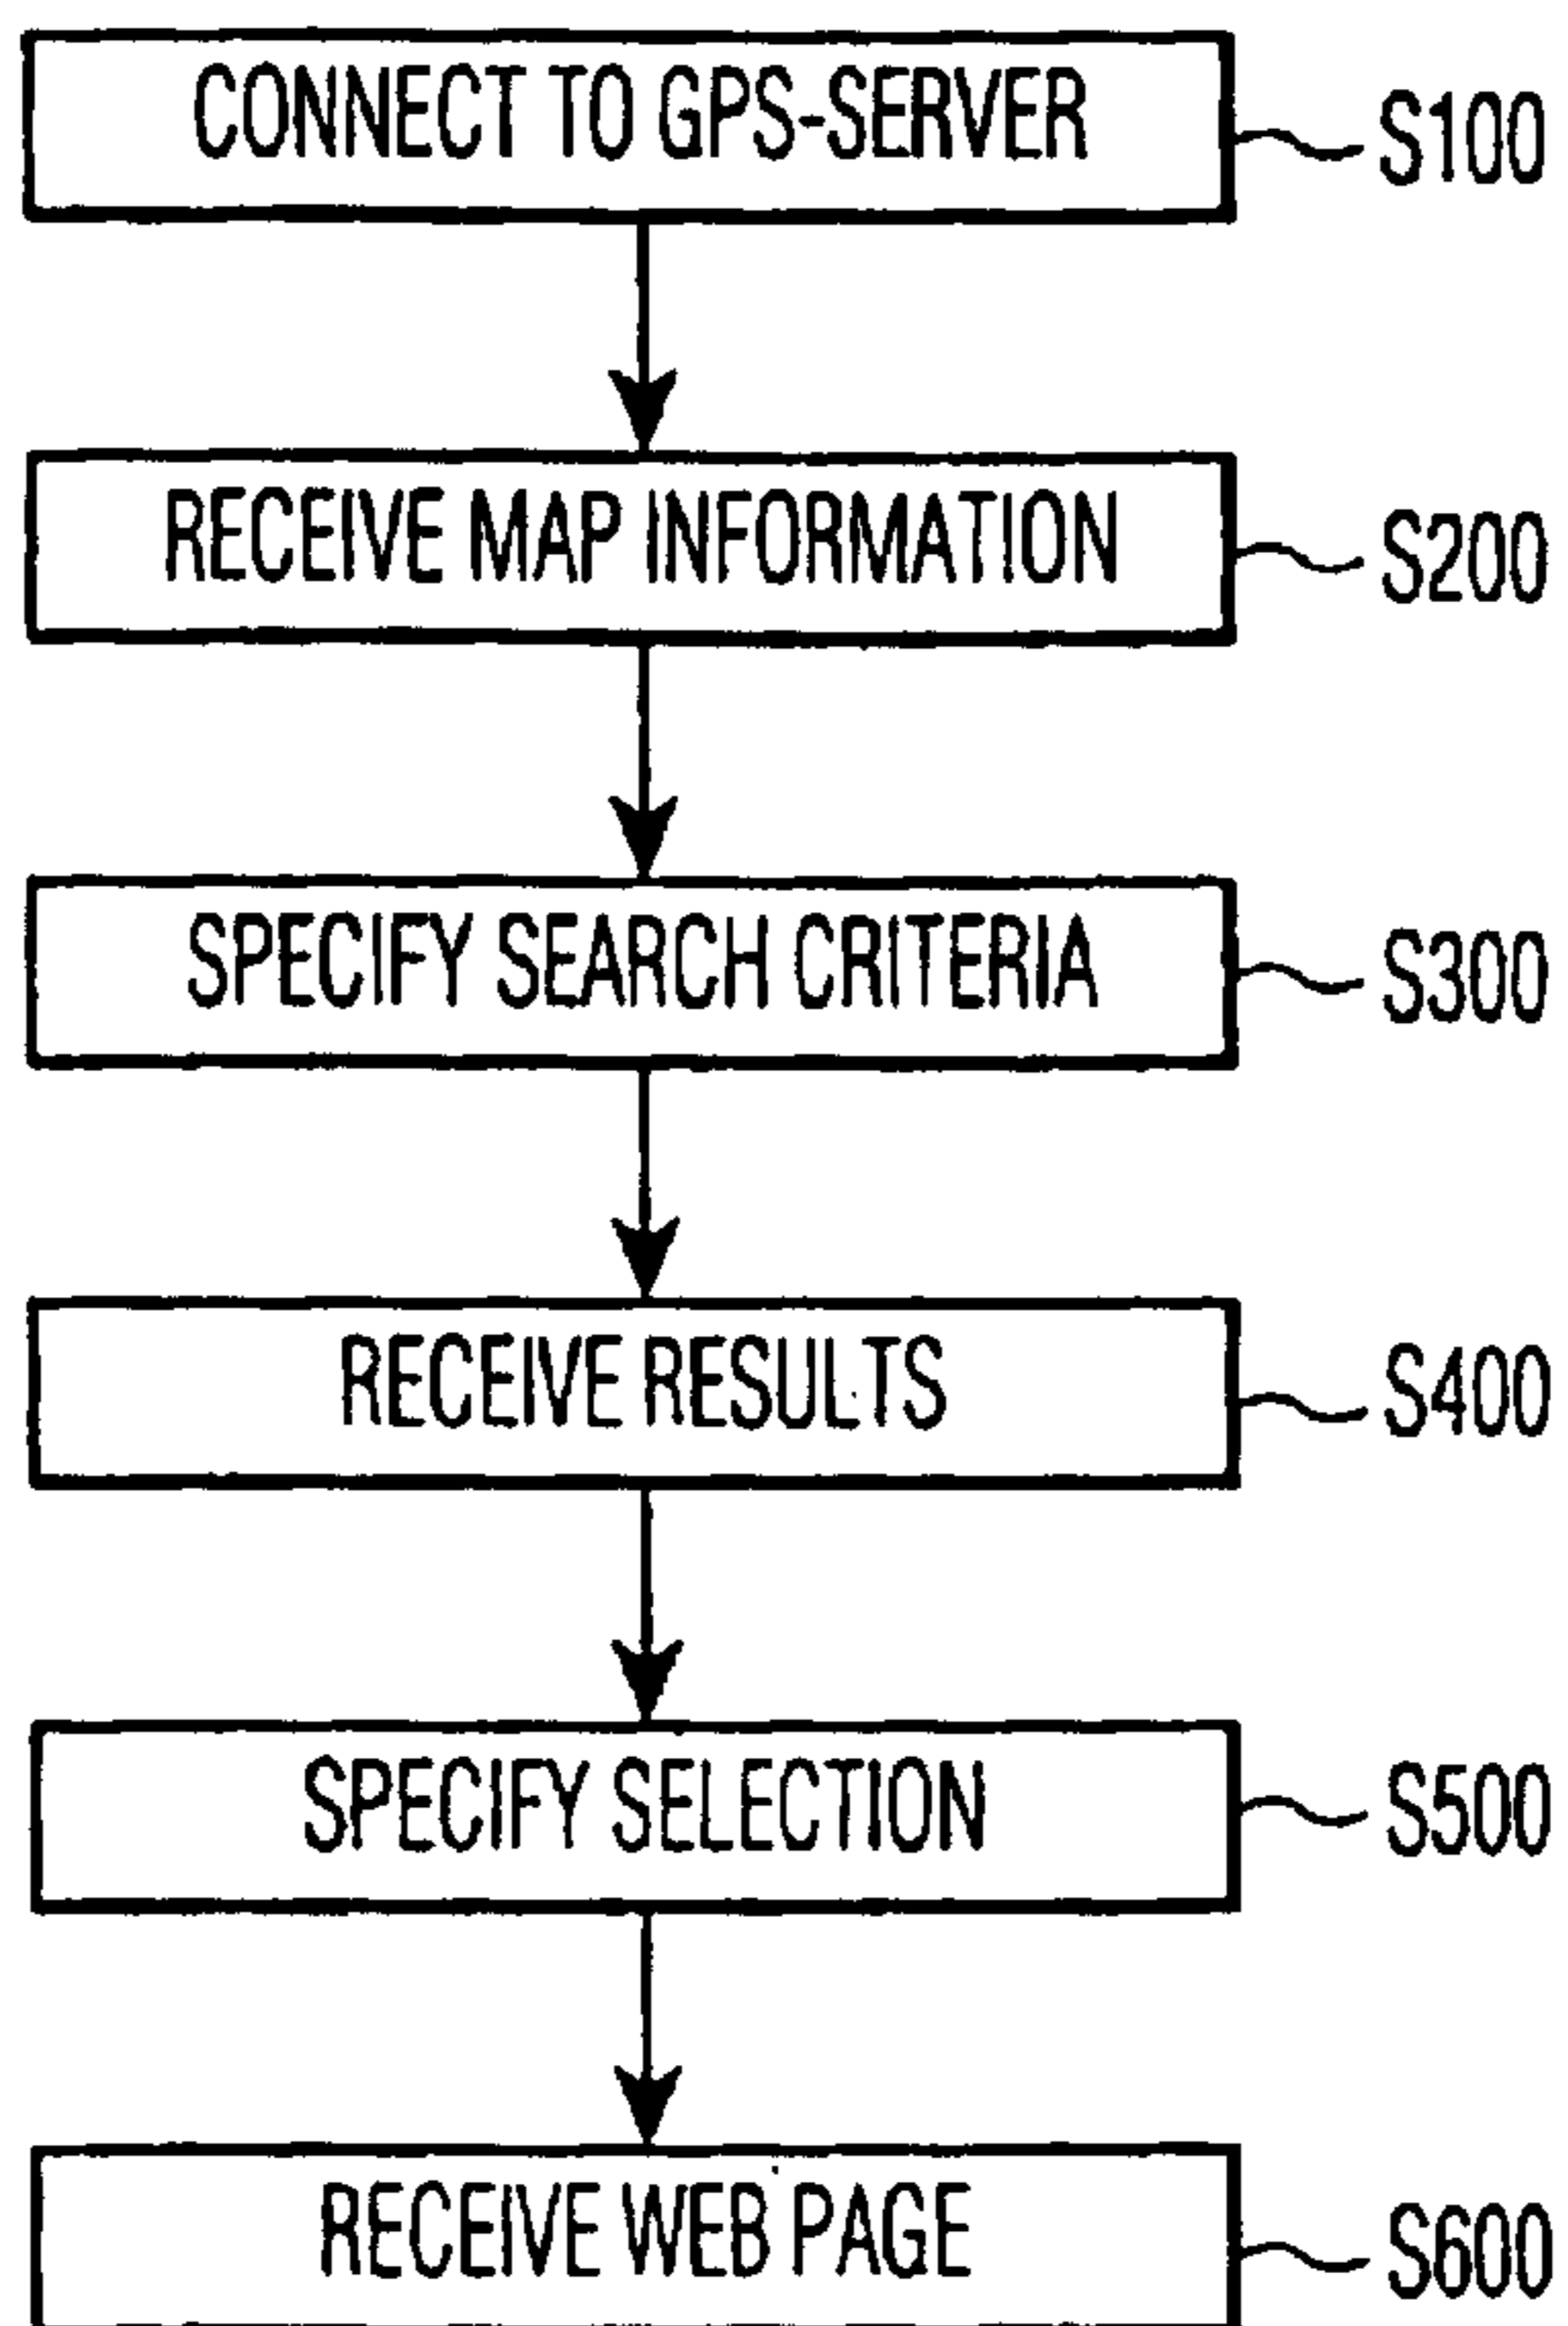 CONNECT TO GPS-SERVER
S100
RECEIVE MAP INFORMATION
S200
SPECIFY SEARCH CRITERIA
S300
RECEIVE RESULTS
S400
SPECIFY SELECTION
S500
RECEIVE WEB PAGE
S600